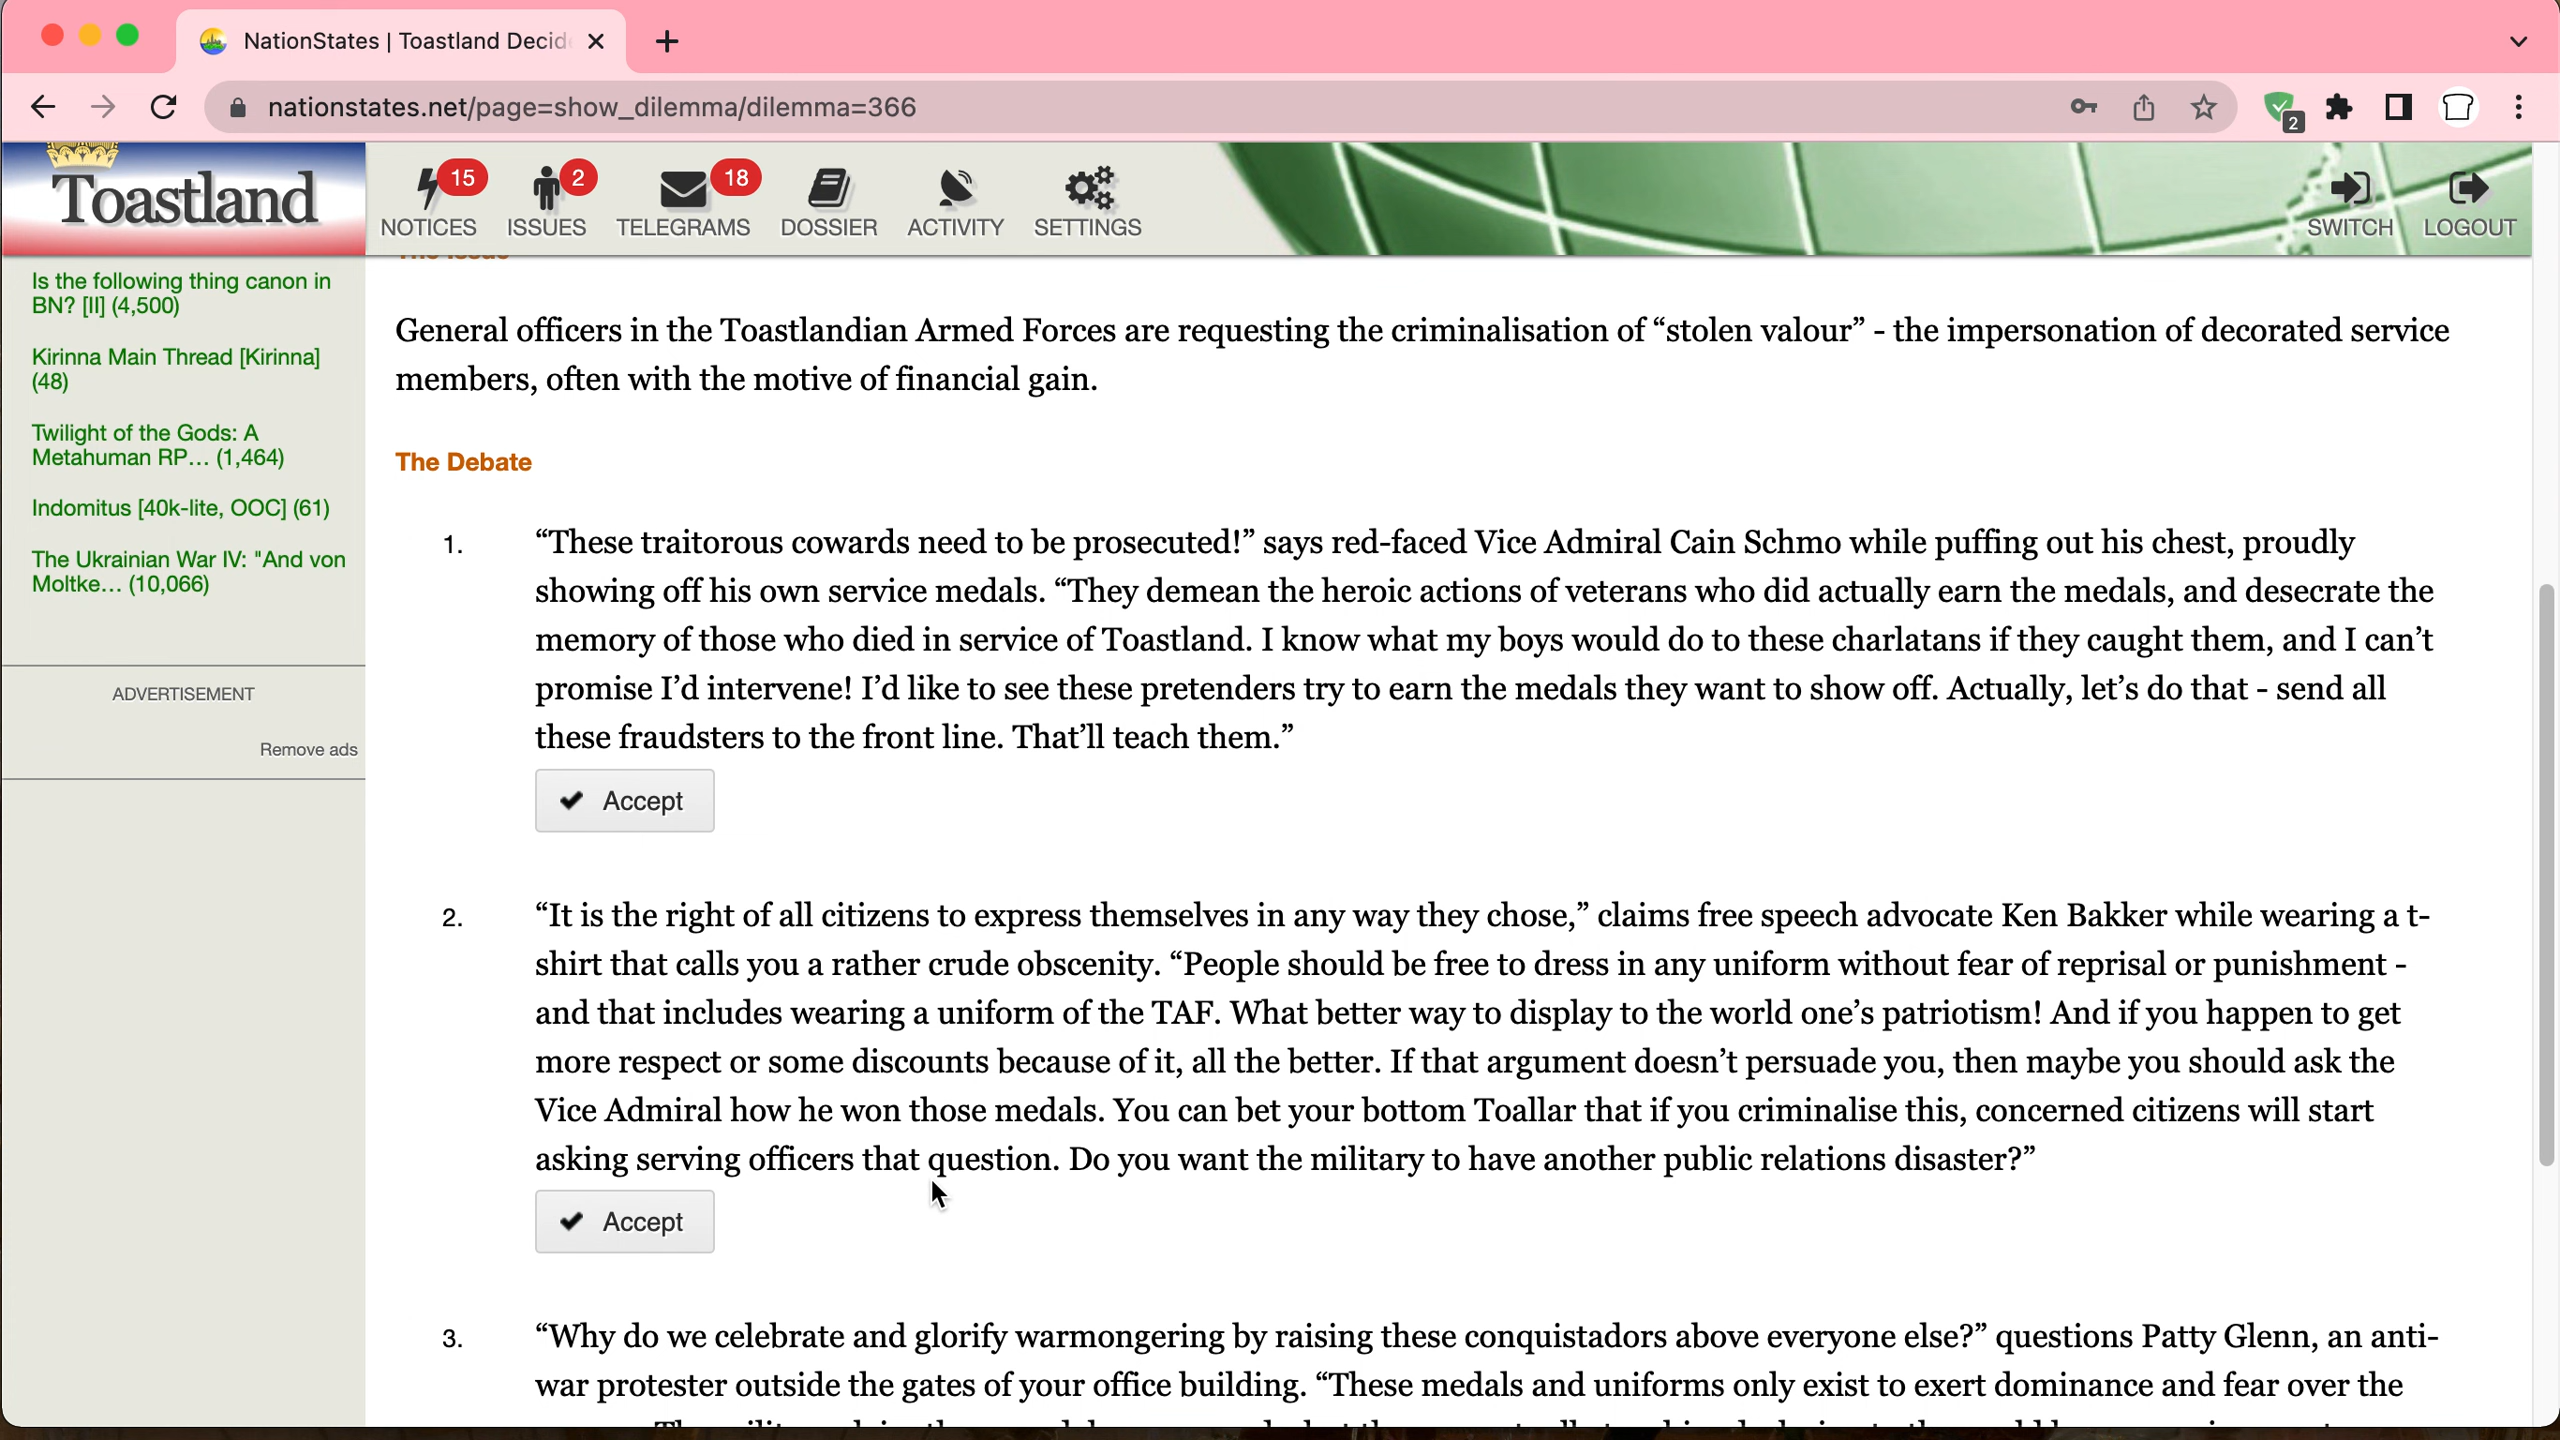 NationStates | Toastland Decid
nationstates.net/page=show_dilemma/dilemma=366
2
Toastland
15
2
18
NOTICES
ISSUES
TELEGRAMS
DOSSIER
ACTIVITY
SETTINGS
SWITCH
LOGOUT
Is the following thing canon in
BN? [II] (4,500)
Kirinna Main Thread [Kirinna]
(48)
Twilight of the Gods: A
Metahuman RP... (1,464)
Indomitus [40k-lite, OOC] (61)
The Ukrainian War IV: "And von
Moltke... (10,066)
ADVERTISEMENT
Remove ads
The Issue
General officers in the Toastlandian Armed Forces are requesting the criminalisation of “stolen valour” - the impersonation of decorated service
members, often with the motive of financial gain.
The Debate
1. “These traitorous cowards need to be prosecuted!” says red-faced Vice Admiral Cain Schmo while puffing out his chest, proudly
showing off his own service medals. “They demean the heroic actions of veterans who did actually earn the medals, and desecrate the
memory of those who died in service of Toastland. I know what my boys would do to these charlatans if they caught them, and I can’t
promise I’d intervene! I’d like to see these pretenders try to earn the medals they want to show off. Actually, let’s do that - send all
these fraudsters to the front line. That’ll teach them.”
Accept
2. “It is the right of all citizens to express themselves in any way they chose,” claims free speech advocate Ken Bakker while wearing a t-
shirt that calls you a rather crude obscenity. “People should be free to dress in any uniform without fear of reprisal or punishment -
and that includes wearing a uniform of the TAF. What better way to display to the world one’s patriotism! And if you happen to get
more respect or some discounts because of it, all the better. If that argument doesn’t persuade you, then maybe you should ask the
Vice Admiral how he won those medals. You can bet your bottom Toallar that if you criminalise this, concerned citizens will start
asking serving officers that question. Do you want the military to have another public relations disaster?”
Accept
3. “Why do we celebrate and glorify warmongering by raising these conquistadors above everyone else?” questions Patty Glenn, an anti-
war protester outside the gates of your office building. “These medals and uniforms only exist to exert dominance and fear over the